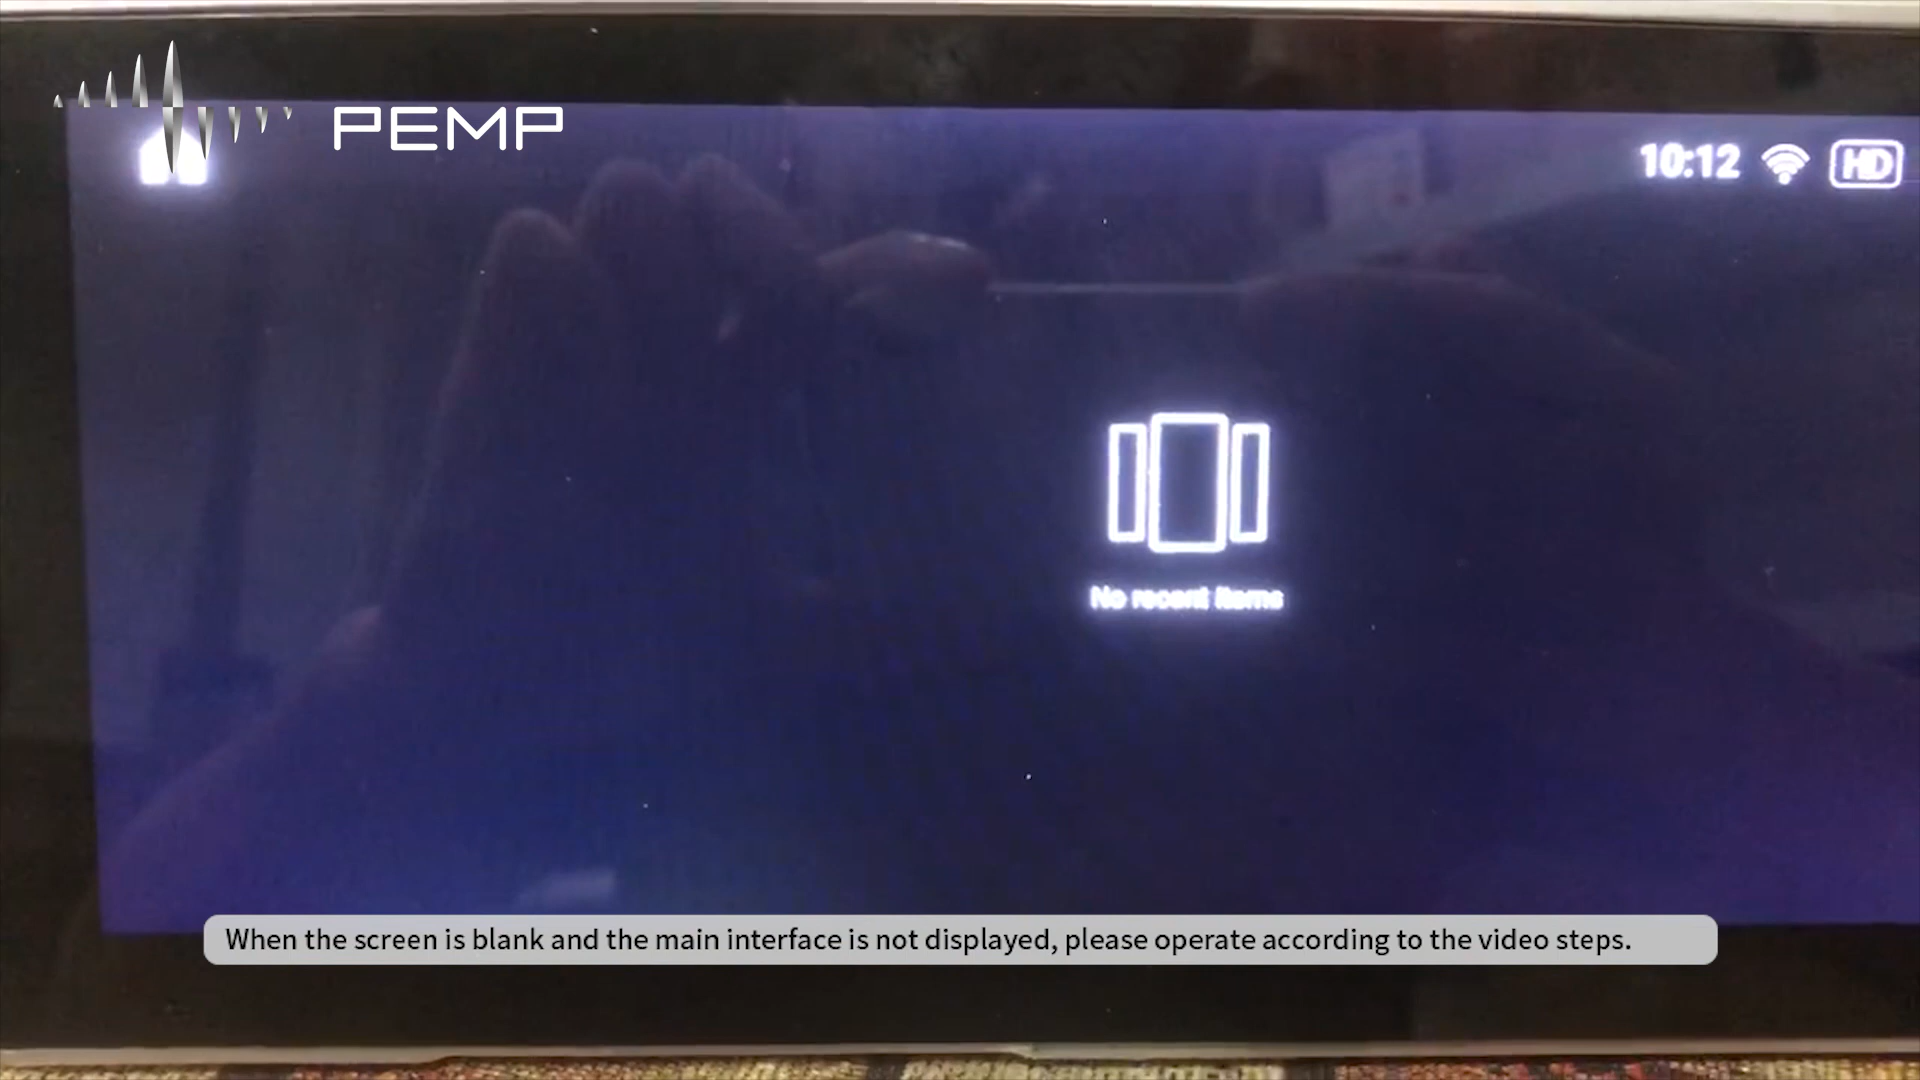 PEMP
10:12
HD
No recent items
When the screen is blank and the main interface is not displayed, please operate according to the video steps.